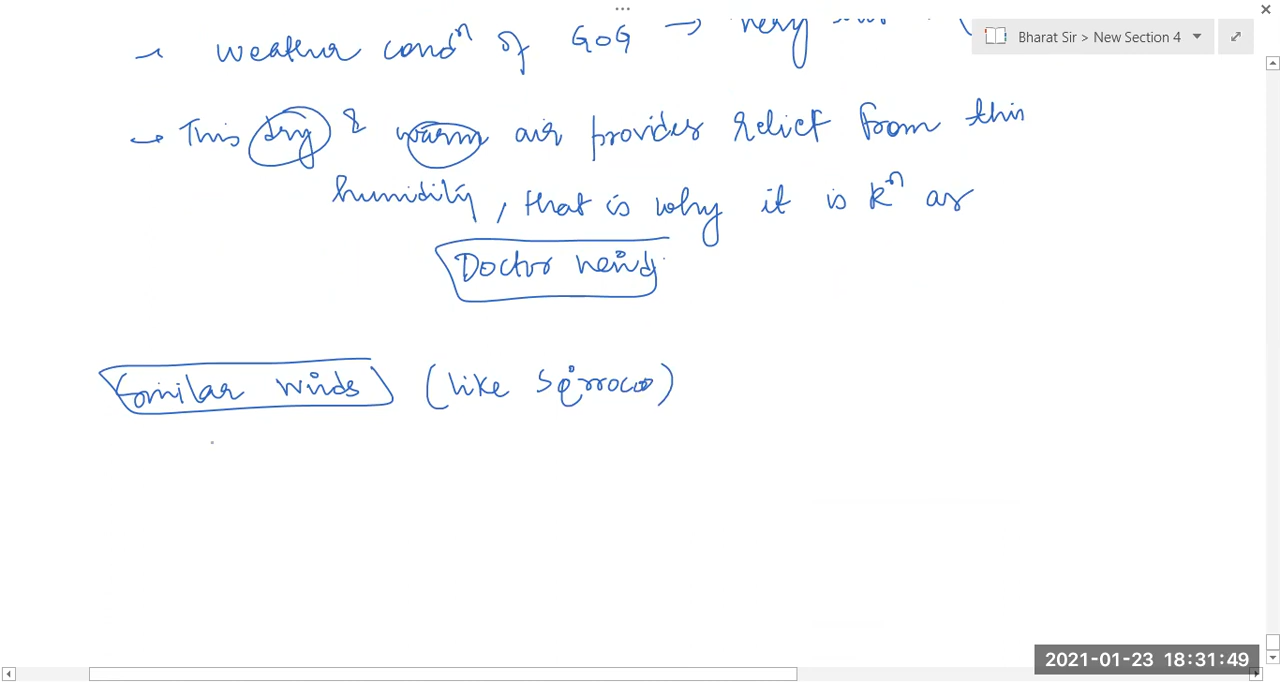 ...
Bharat Sir > New Section 4
→ weather condⁿ of GOG → very
→ This dry & warm air provides relief from this
humidity, that is why it is kⁿ as
Doctor wind
Similar winds (like Sirroco)
2021-01-23 18:31:49